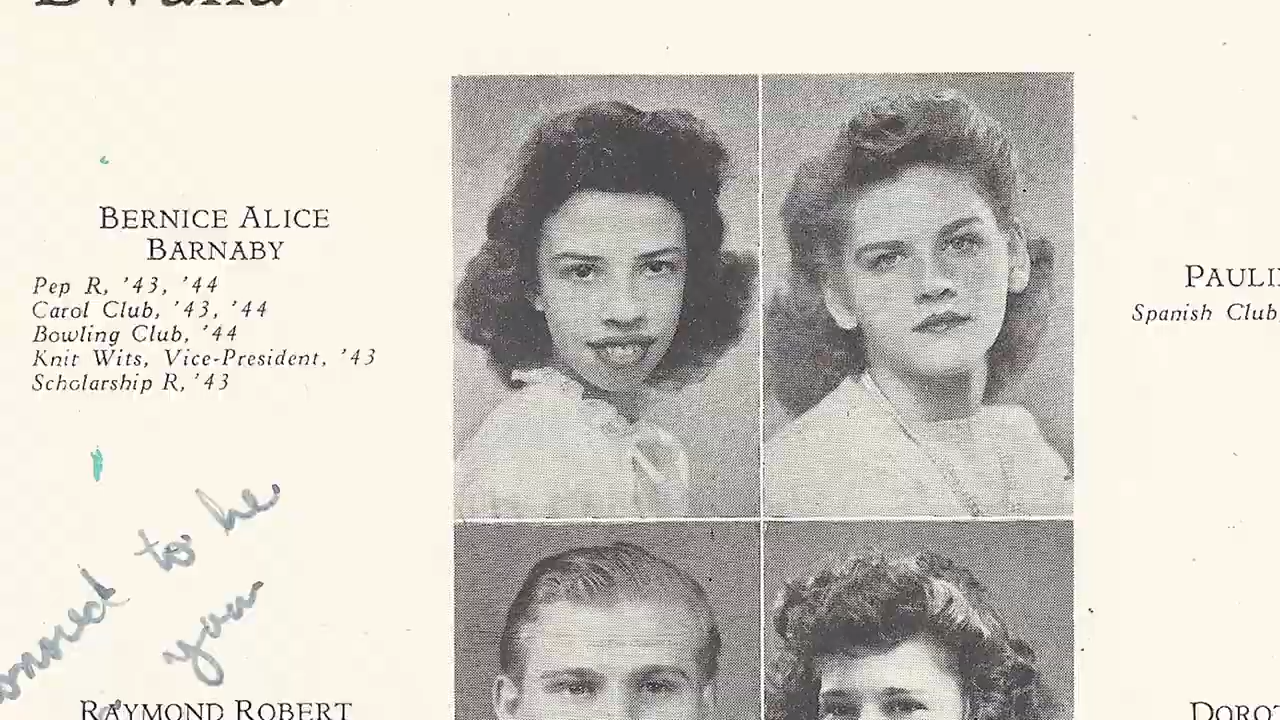 BERNICE ALICE
BARNABY
Pep R, '43, '44
Carol Club, '43, '44
Bowling Club, '44
Knit Wits, Vice-President, '43
Scholarship R, '43
to be
your
RAYMOND ROBERT
Spanish Club,